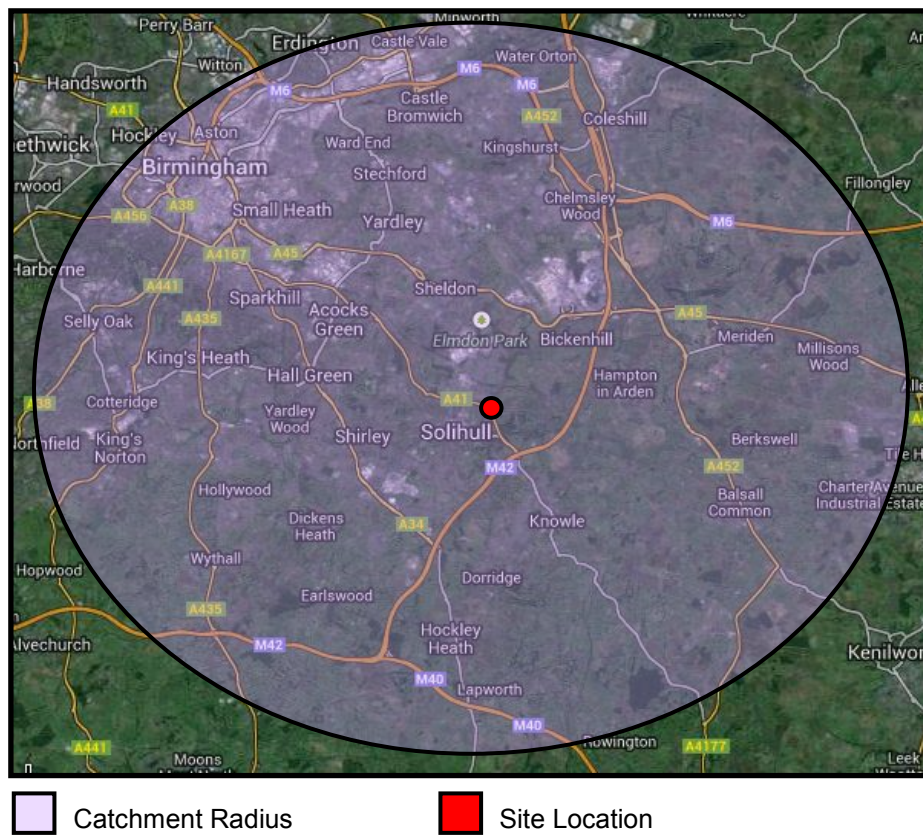 Minworth
Perry Barr
Erdington
Castle Vale
Water Orton
Witton
M6
M6
M6
Handsworth
A41
Castle
Bromwich
A452
Coleshill
Hockley
Aston
Ward End
Kingshurst
Birmingham
Stechford
Fillongley
Chelmsley
Wood
A38
A456
Small Heath
Yardley
M6
A4167
A45
Harborne
A441
Sparkhill
Sheldon
Acocks
Green
A435
Selly Oak
Elmdon Park
Bickenhill
A45
Meriden
Millisons
Wood
King's Heath
Hall Green
Hampton
in Arden
A38
Cotteridge
A41
Yardley
Wood
Shirley
Solihull
Northfield
King's
Norton
Berkswell
M42
A452
Hollywood
Balsall
Common
Charter Avenue
Industrial Estate
Dickens
Heath
A34
Knowle
Wythall
Hopwood
Dorridge
Earlswood
A435
Hockley
Heath
M42
Alvechurch
Kenilwo
M40
Lapworth
M40
Rowington
A441
A4177
Moons
Leek
Catchment Radius
Site Location